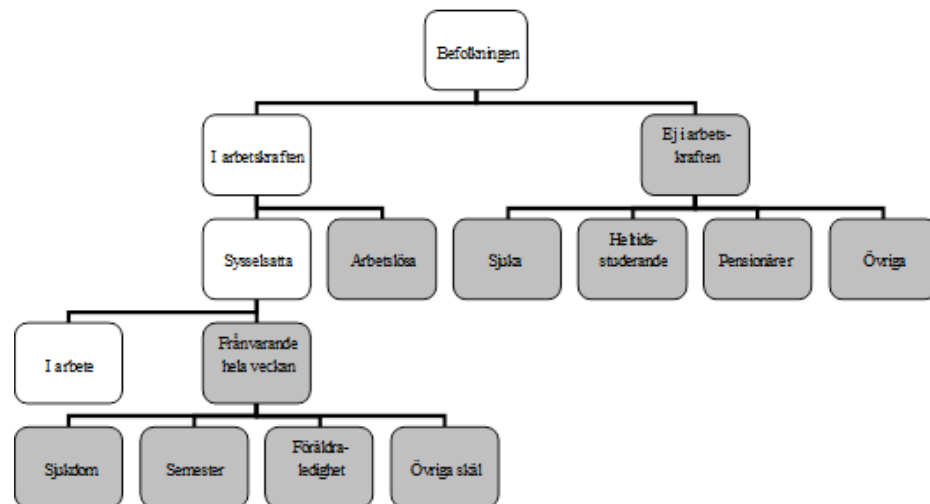 Befolkningen
I arbetskraften
Ej i arbets-
kraften
Sysselsatta
Arbetslösa
Sjuka
Heltids-
studerande
Pensionärer
Övriga
I arbete
Frånvarande
hela veckan
Sjukdom
Semester
Föräldra-
ledighet
Övriga skäl